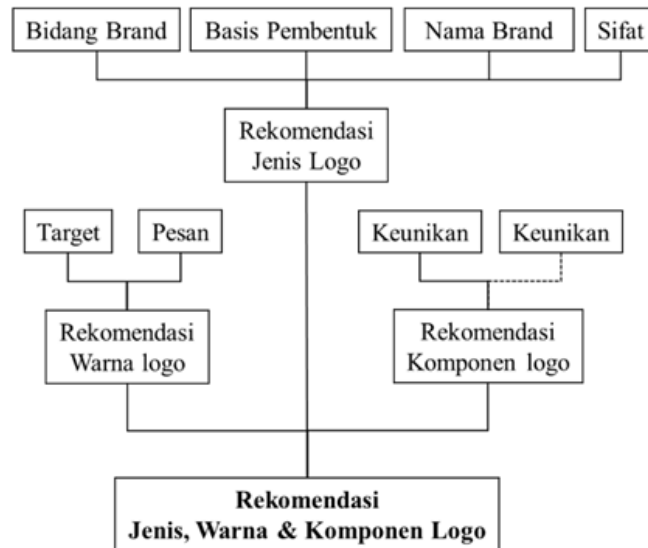 Bidang Brand
Basis Pembentuk
Nama Brand
Sifat
Rekomendasi
Jenis Logo
Target
Pesan
Keunikan
Keunikan
Rekomendasi
Warna logo
Rekomendasi
Komponen logo
Rekomendasi
Jenis, Warna & Komponen Logo